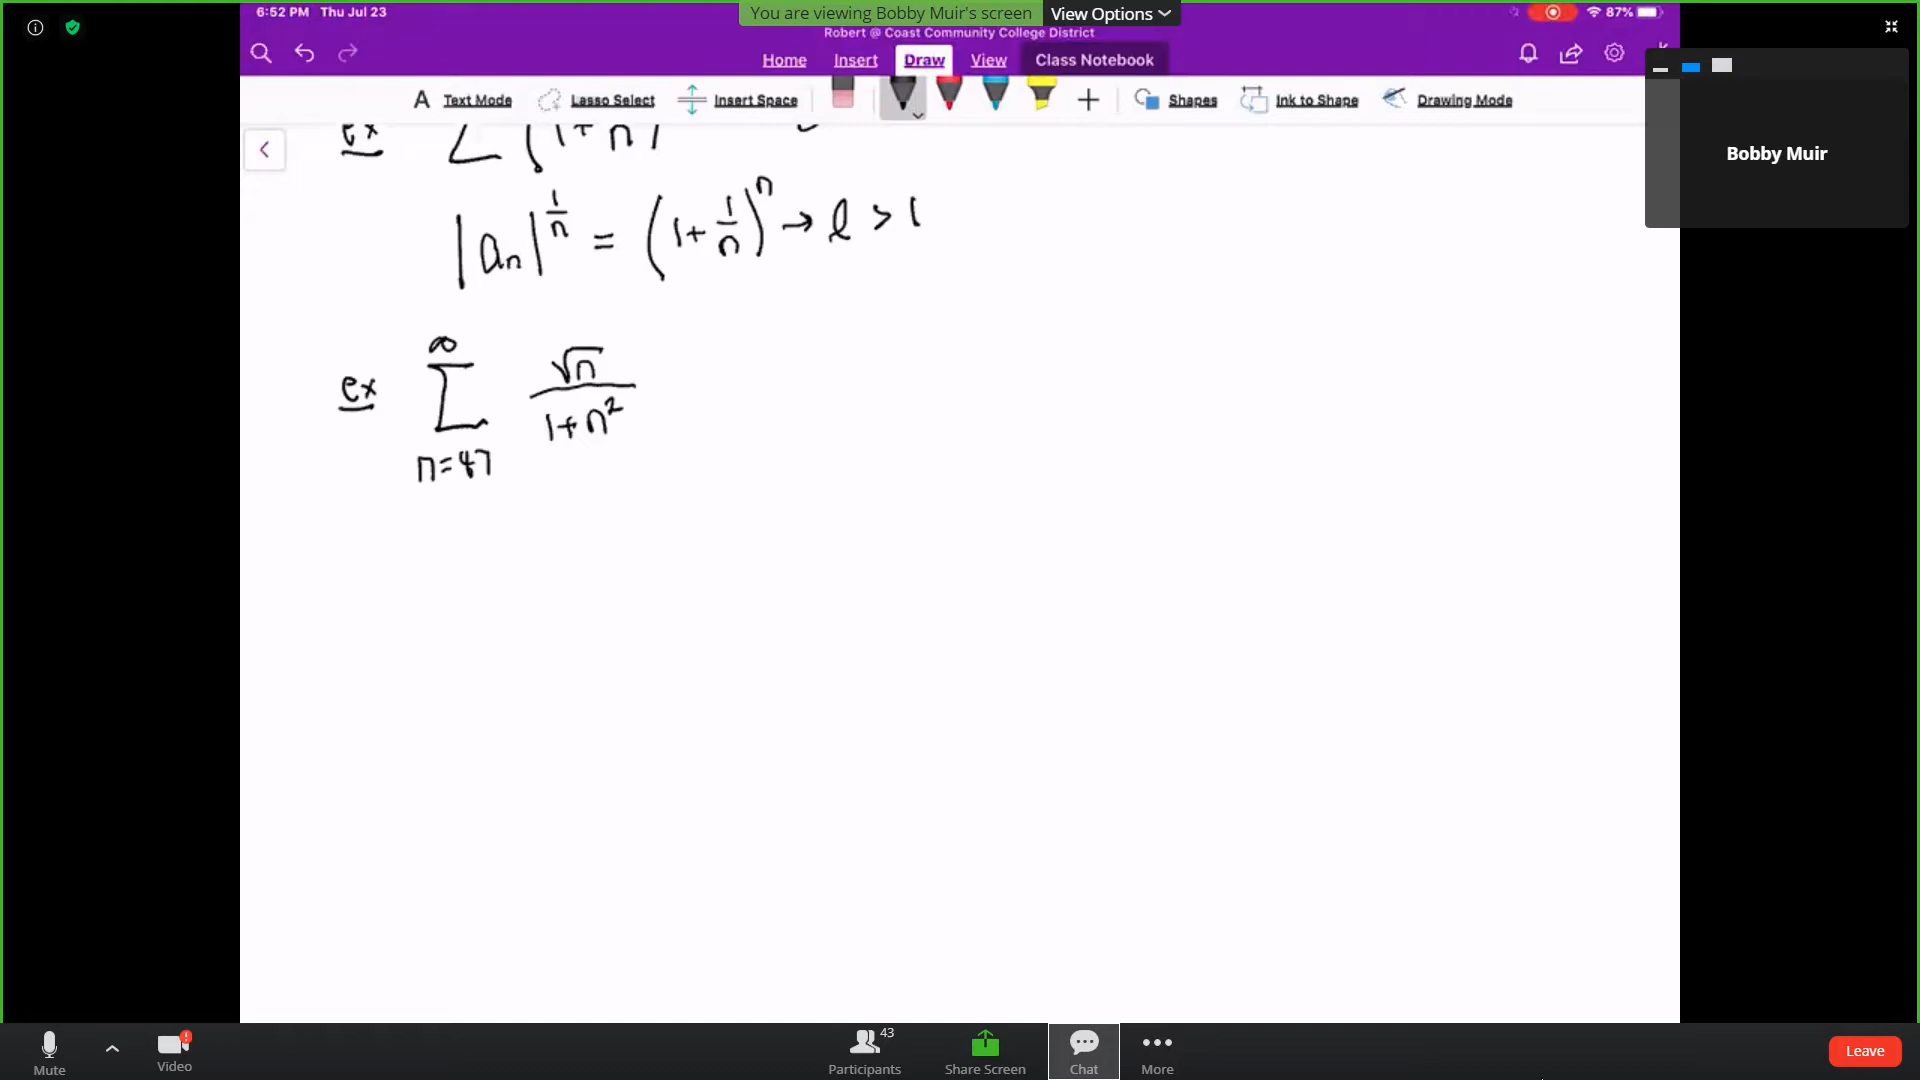 6:52 PM Thu Jul 23
You are viewing Bobby Muir's screen View Options
87%
Robert @ Coast Community College District
Home Insert Draw View Class Notebook
A Text Mode Lasso Select Insert Space Shapes Ink to Shape Drawing Mode
Bobby Muir
ex ∑ (1+n)
|aₙ|^(1/n) = (1+1/n)^n → e > 1
ex ∑_{n=47}^{∞} √n/(1+n²)
Mute
Video
43
Participants
Share Screen
Chat
More
Leave